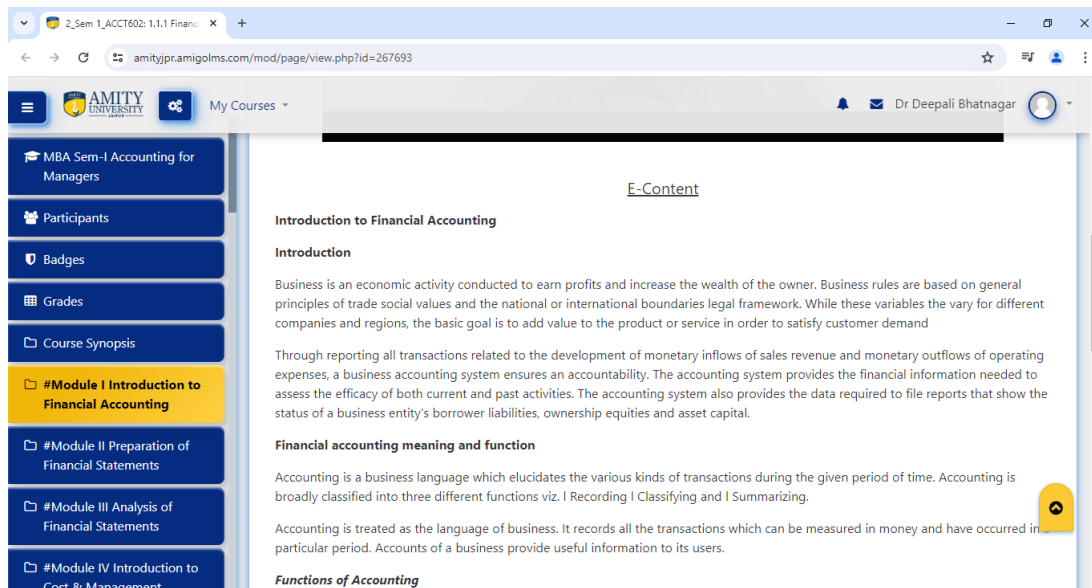 2_Sem 1_ACCT602: 1.1.1 Financ
amityjpr.amigolms.com/mod/page/view.php?id=267693
AMITY
UNIVERSITY
JAIPUR
My Courses
Dr Deepali Bhatnagar
MBA Sem-I Accounting for
Managers
Participants
Badges
Grades
Course Synopsis
#Module I Introduction to
Financial Accounting
#Module II Preparation of
Financial Statements
#Module III Analysis of
Financial Statements
#Module IV Introduction to
Cost & Management
E-Content
Introduction to Financial Accounting
Introduction
Business is an economic activity conducted to earn profits and increase the wealth of the owner. Business rules are based on general
principles of trade social values and the national or international boundaries legal framework. While these variables the vary for different
companies and regions, the basic goal is to add value to the product or service in order to satisfy customer demand
Through reporting all transactions related to the development of monetary inflows of sales revenue and monetary outflows of operating
expenses, a business accounting system ensures an accountability. The accounting system provides the financial information needed to
assess the efficacy of both current and past activities. The accounting system also provides the data required to file reports that show the
status of a business entity's borrower liabilities, ownership equities and asset capital.
Financial accounting meaning and function
Accounting is a business language which elucidates the various kinds of transactions during the given period of time. Accounting is
broadly classified into three different functions viz. l Recording l Classifying and l Summarizing.
Accounting is treated as the language of business. It records all the transactions which can be measured in money and have occurred in a
particular period. Accounts of a business provide useful information to its users.
Functions of Accounting